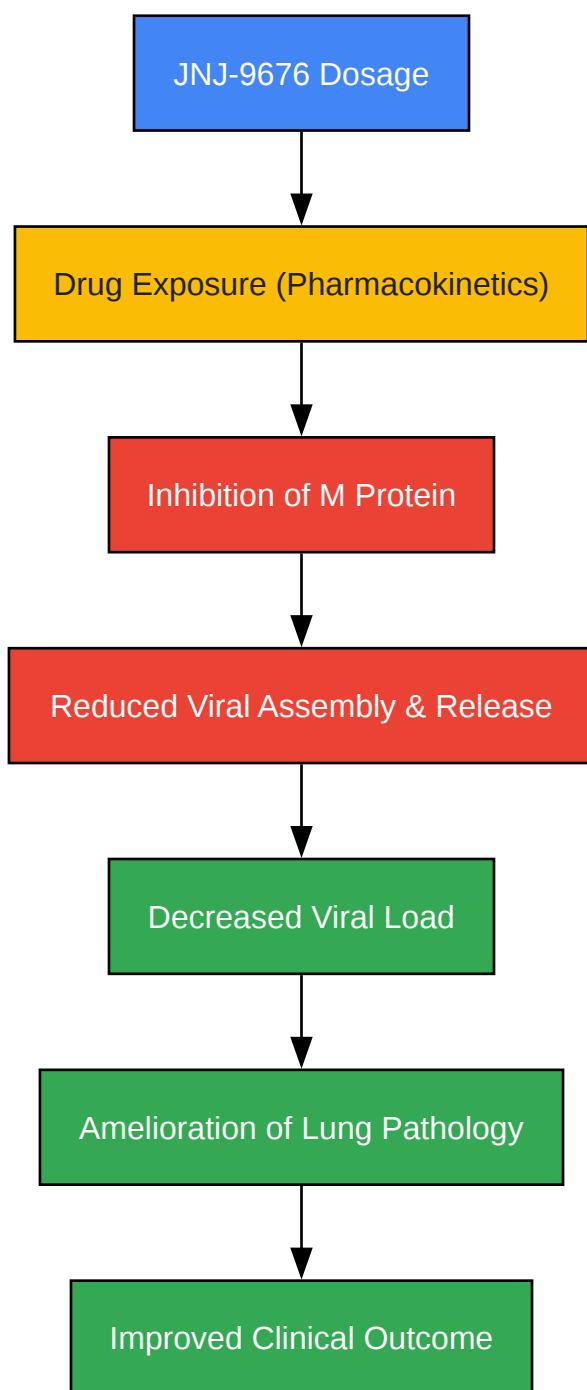 JNJ-9676 Dosage
Drug Exposure (Pharmacokinetics)
Inhibition of M Protein
Reduced Viral Assembly & Release
Decreased Viral Load
Amelioration of Lung Pathology
Improved Clinical Outcome